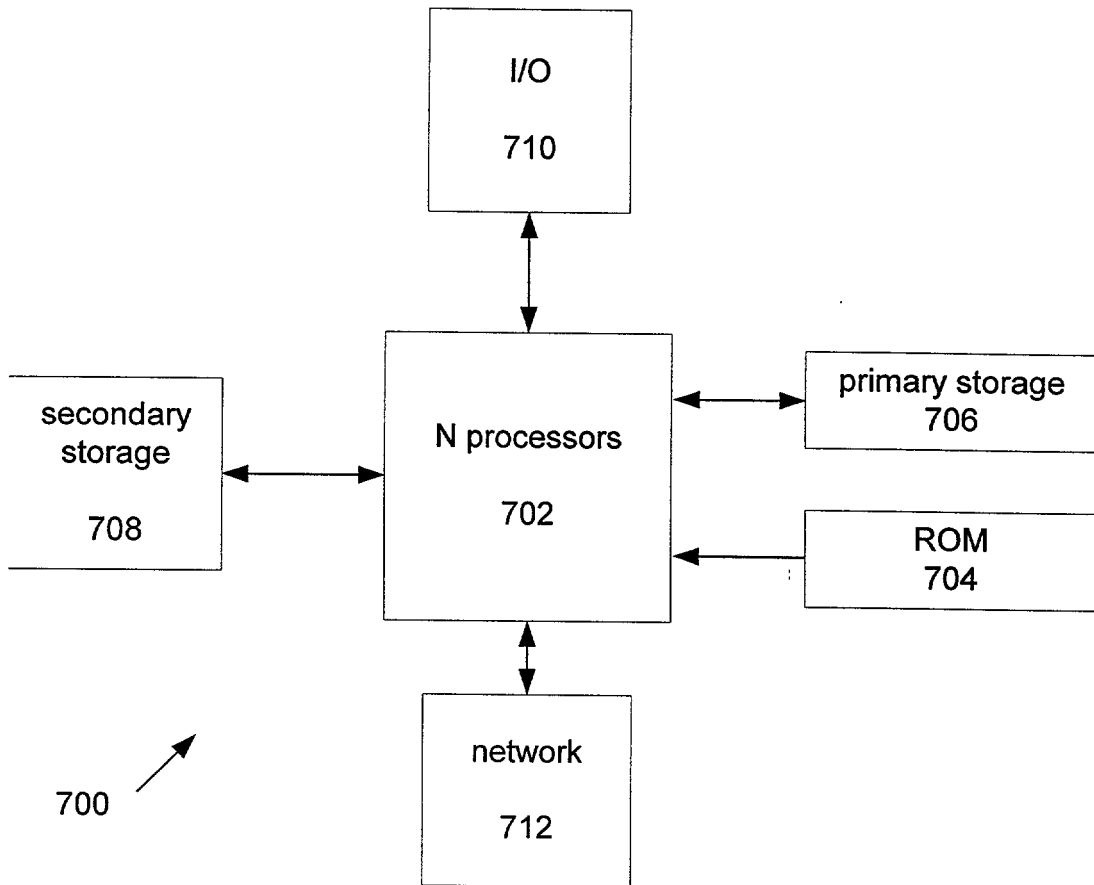 I/O
710
secondary
storage
708
N processors
702
primary storage
706
ROM
704
network
712
700